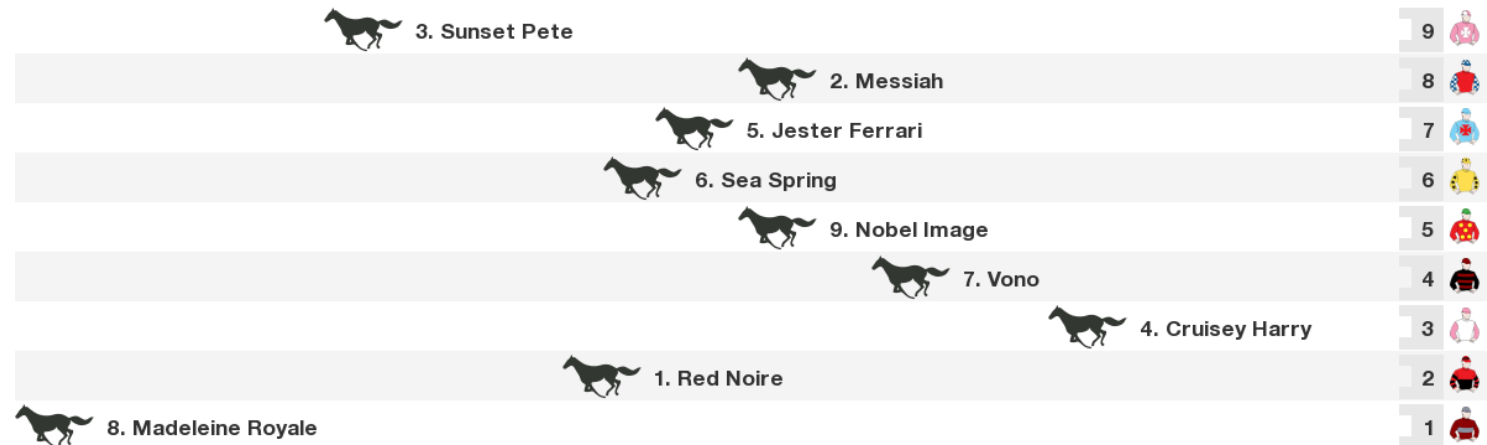 3. Sunset Pete 9
2. Messiah 8
5. Jester Ferrari 7
6. Sea Spring 6
9. Nobel Image 5
7. Vono 4
4. Cruisey Harry 3
1. Red Noire 2
8. Madeleine Royale 1